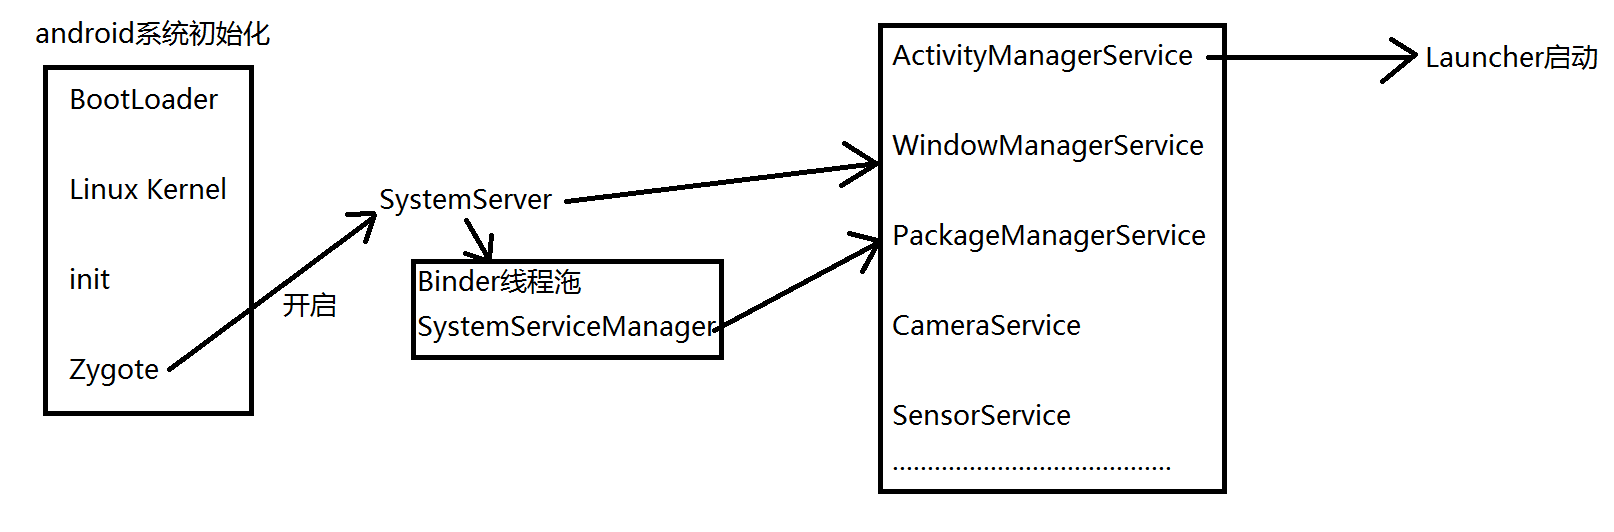 android系统初始化
BootLoader
Linux Kernel
init
Zygote
开启
SystemServer
Binder线程沲
SystemServiceManager
ActivityManagerService
WindowManagerService
PackageManagerService
CameraService
SensorService
........................................
Launcher启动